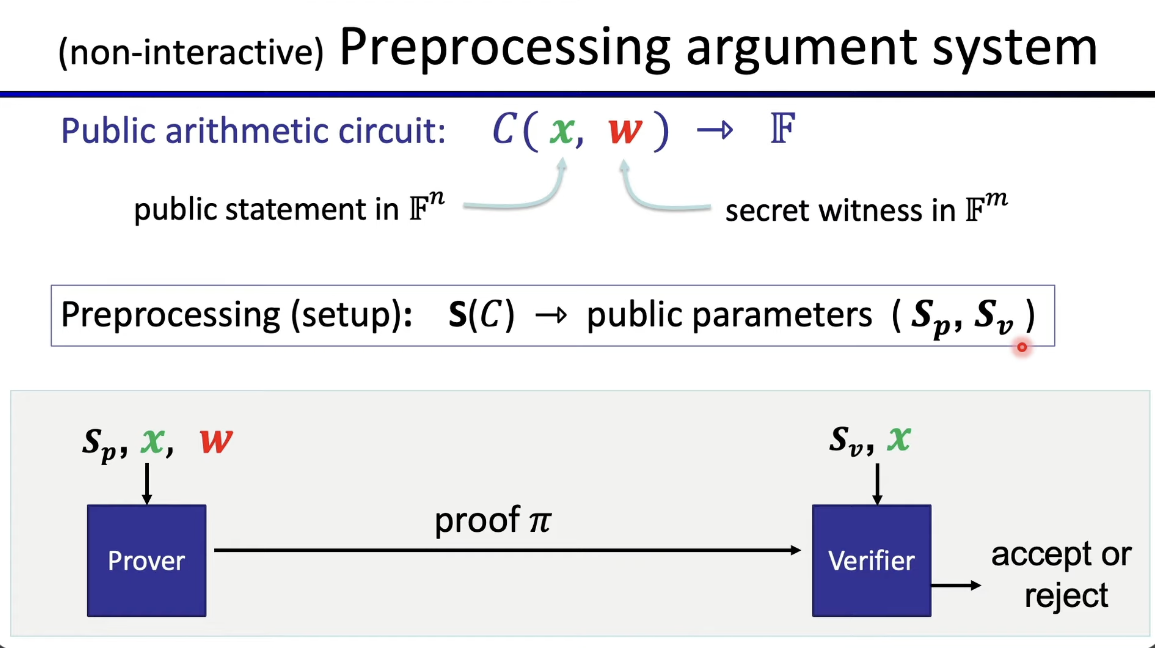 (non-interactive) Preprocessing argument system
Public arithmetic circuit: C( x, w ) → 𝔽
public statement in 𝔽ⁿ
secret witness in 𝔽ᵐ
Preprocessing (setup): S(C) → public parameters ( Sₚ, Sᵥ )
Sₚ, x, w
Sᵥ, x
proof π
Prover
Verifier
accept or
reject